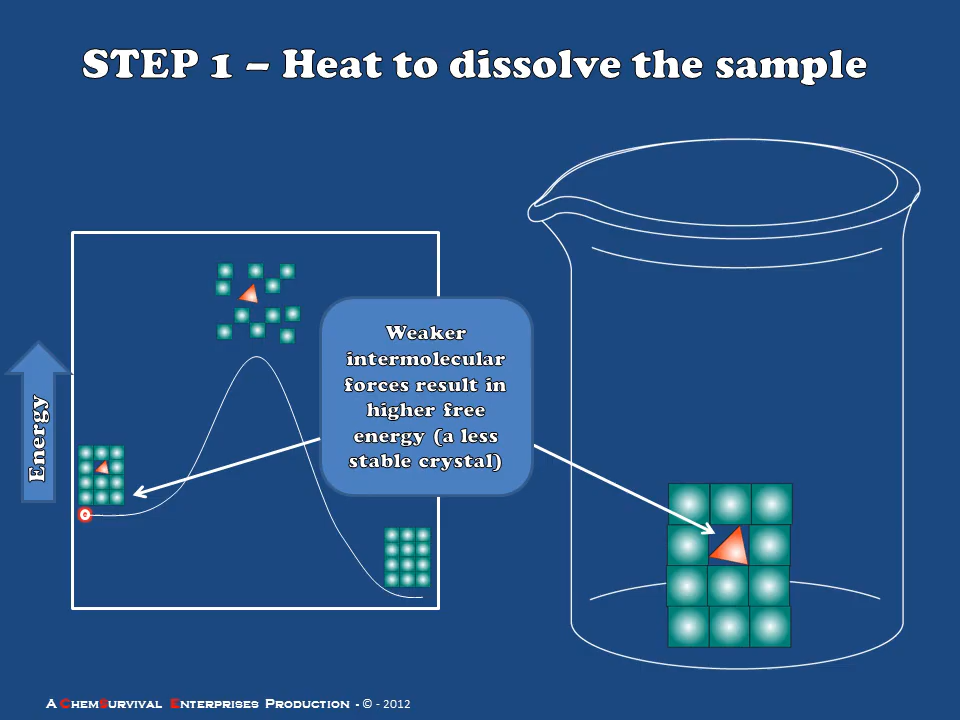 STEP 1 – Heat to dissolve the sample
Weaker
intermolecular
forces result in
higher free
energy (a less
stable crystal)
Energy
A ChemSurvival Enterprises Production - © - 2012